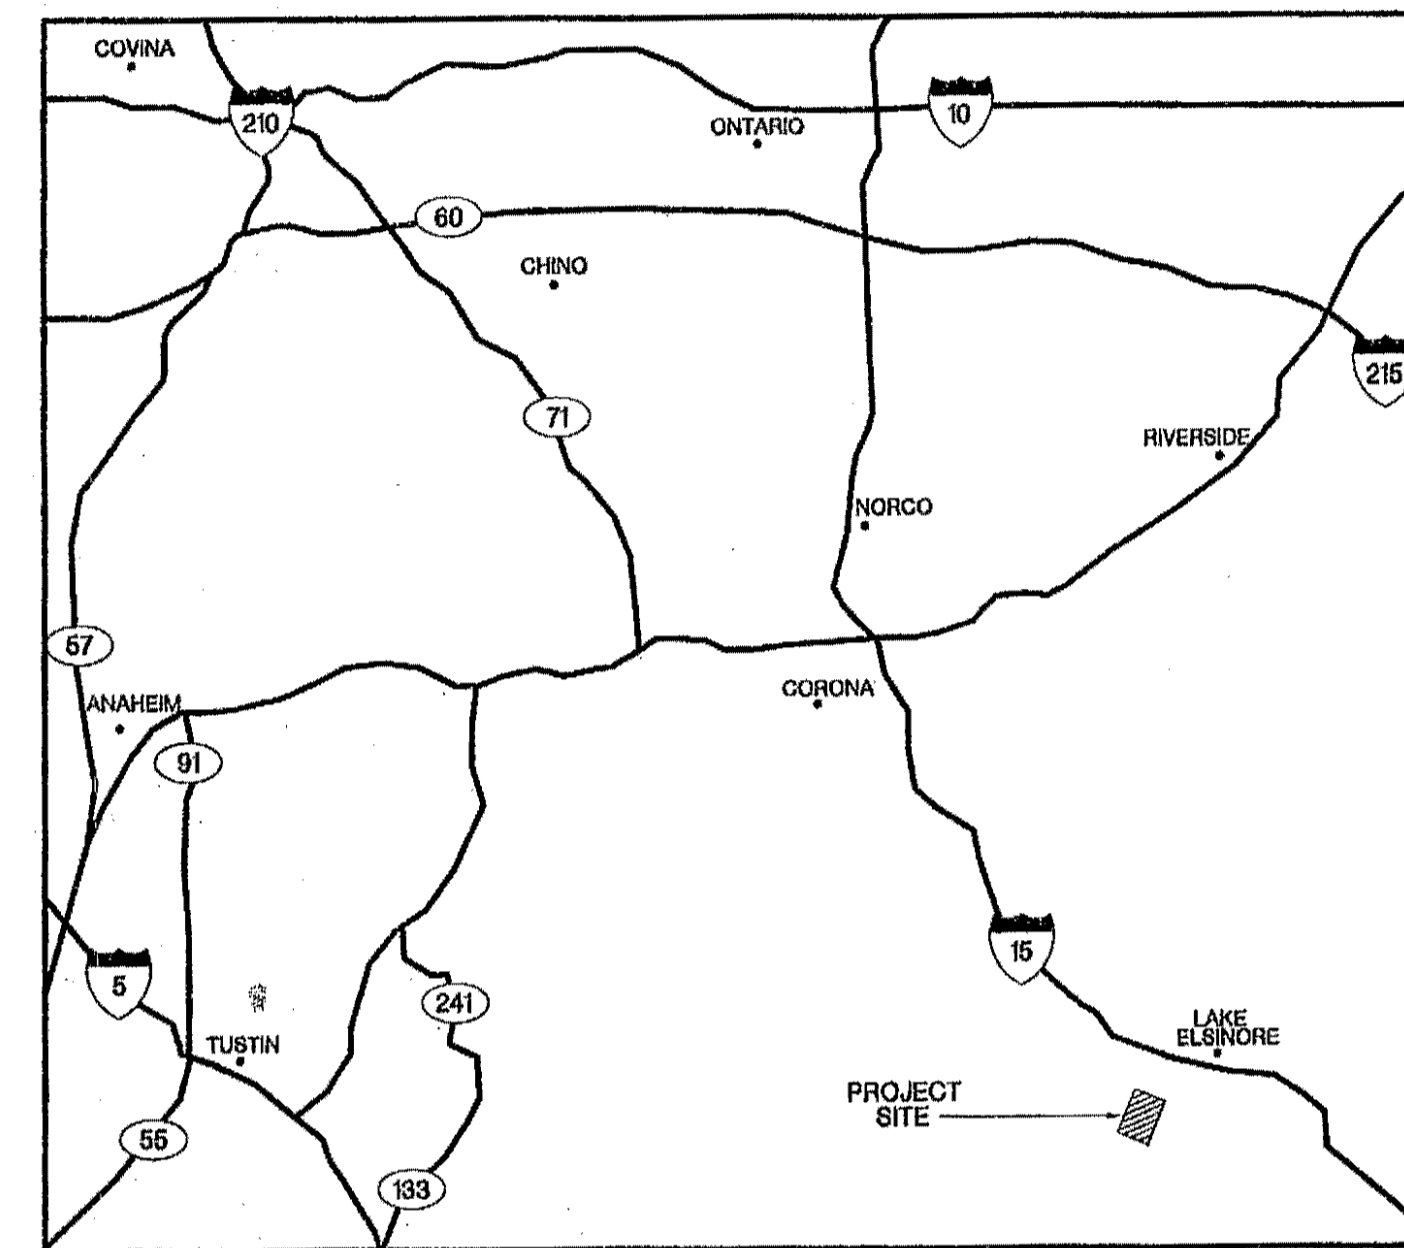 COVINA
210
10
ONTARIO
60
CHINO
71
215
RIVERSIDE
NORCO
57
CORONA
ANAHEIM
91
15
5
241
LAKE
ELSINORE
TUSTIN
PROJECT
SITE
55
133